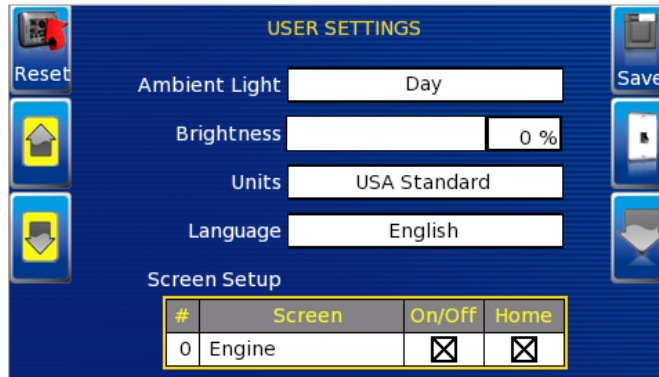 USER SETTINGS
Reset
Save
Ambient Light Day
Brightness 0 %
Units USA Standard
Language English
Screen Setup
# Screen On/Off Home
0 Engine